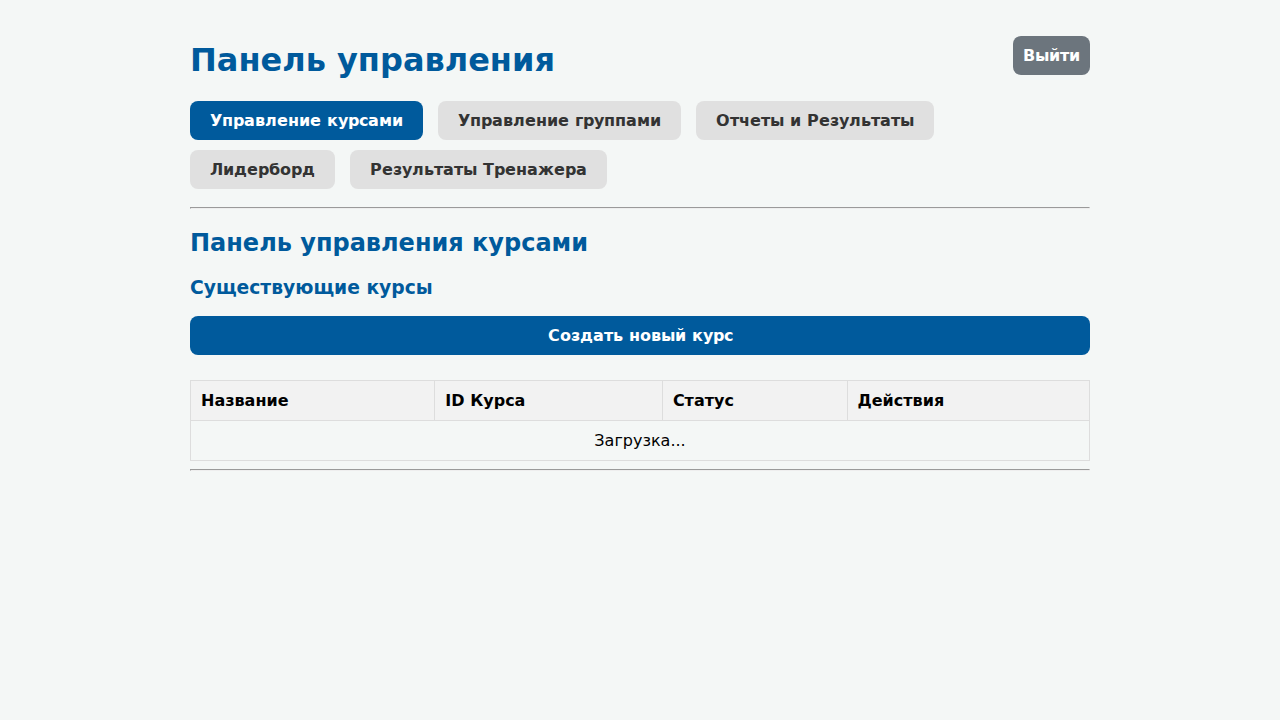 Панель управления
Выйти
Управление курсами
Управление группами
Отчеты и Результаты
Лидерборд
Результаты Тренажера
Панель управления курсами
Существующие курсы
Создать новый курс
Название
ID Курса
Статус
Действия
Загрузка...